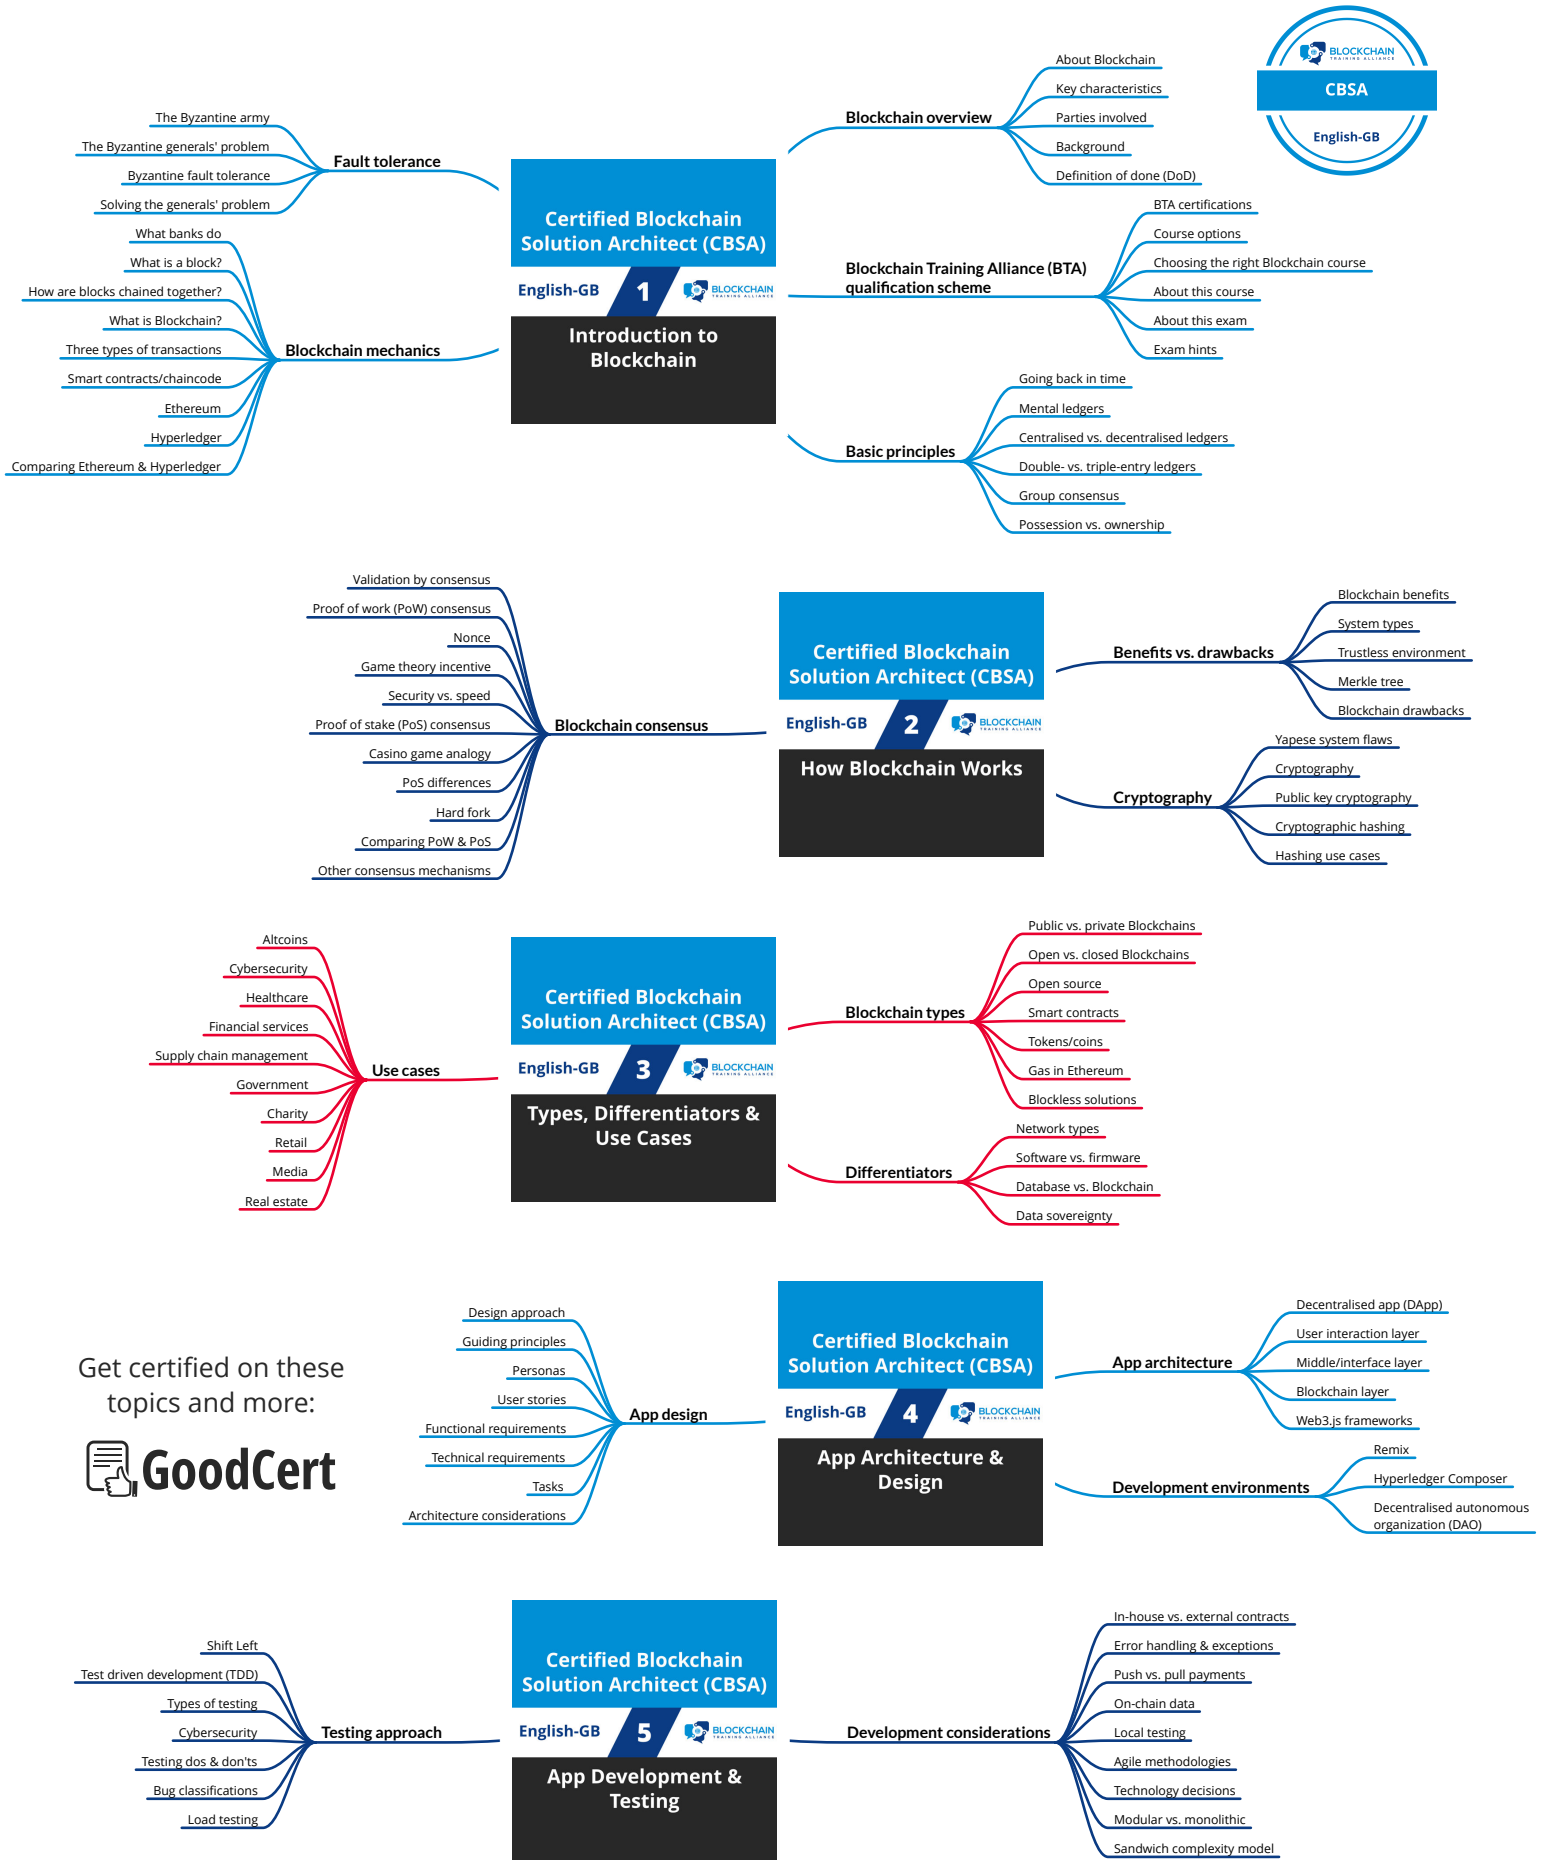 BLOCKCHAIN
TRAINING ALLIANCE
CBSA
English-GB
Certified Blockchain
Solution Architect (CBSA)
English-GB
1
BLOCKCHAIN
TRAINING ALLIANCE
Introduction to
Blockchain
Blockchain overview
About Blockchain
Key characteristics
Parties involved
Background
Definition of done (DoD)
Blockchain Training Alliance (BTA)
qualification scheme
BTA certifications
Course options
Choosing the right Blockchain course
About this course
About this exam
Exam hints
Basic principles
Going back in time
Mental ledgers
Centralised vs. decentralised ledgers
Double- vs. triple-entry ledgers
Group consensus
Possession vs. ownership
Fault tolerance
The Byzantine army
The Byzantine generals' problem
Byzantine fault tolerance
Solving the generals' problem
Blockchain mechanics
What banks do
What is a block?
How are blocks chained together?
What is Blockchain?
Three types of transactions
Smart contracts/chaincode
Ethereum
Hyperledger
Comparing Ethereum & Hyperledger
Certified Blockchain
Solution Architect (CBSA)
English-GB
2
BLOCKCHAIN
TRAINING ALLIANCE
How Blockchain Works
Benefits vs. drawbacks
Blockchain benefits
System types
Trustless environment
Merkle tree
Blockchain drawbacks
Cryptography
Yapese system flaws
Cryptography
Public key cryptography
Cryptographic hashing
Hashing use cases
Blockchain consensus
Validation by consensus
Proof of work (PoW) consensus
Nonce
Game theory incentive
Security vs. speed
Proof of stake (PoS) consensus
Casino game analogy
PoS differences
Hard fork
Comparing PoW & PoS
Other consensus mechanisms
Certified Blockchain
Solution Architect (CBSA)
English-GB
3
BLOCKCHAIN
TRAINING ALLIANCE
Types, Differentiators &
Use Cases
Blockchain types
Public vs. private Blockchains
Open vs. closed Blockchains
Open source
Smart contracts
Tokens/coins
Gas in Ethereum
Blockless solutions
Differentiators
Network types
Software vs. firmware
Database vs. Blockchain
Data sovereignty
Use cases
Altcoins
Cybersecurity
Healthcare
Financial services
Supply chain management
Government
Charity
Retail
Media
Real estate
Certified Blockchain
Solution Architect (CBSA)
English-GB
4
BLOCKCHAIN
TRAINING ALLIANCE
App Architecture &
Design
App architecture
Decentralised app (DApp)
User interaction layer
Middle/interface layer
Blockchain layer
Web3.js frameworks
Development environments
Remix
Hyperledger Composer
Decentralised autonomous
organization (DAO)
App design
Design approach
Guiding principles
Personas
User stories
Functional requirements
Technical requirements
Tasks
Architecture considerations
Get certified on these
topics and more:
GoodCert
Certified Blockchain
Solution Architect (CBSA)
English-GB
5
BLOCKCHAIN
TRAINING ALLIANCE
App Development &
Testing
Development considerations
In-house vs. external contracts
Error handling & exceptions
Push vs. pull payments
On-chain data
Local testing
Agile methodologies
Technology decisions
Modular vs. monolithic
Sandwich complexity model
Testing approach
Shift Left
Test driven development (TDD)
Types of testing
Cybersecurity
Testing dos & don'ts
Bug classifications
Load testing